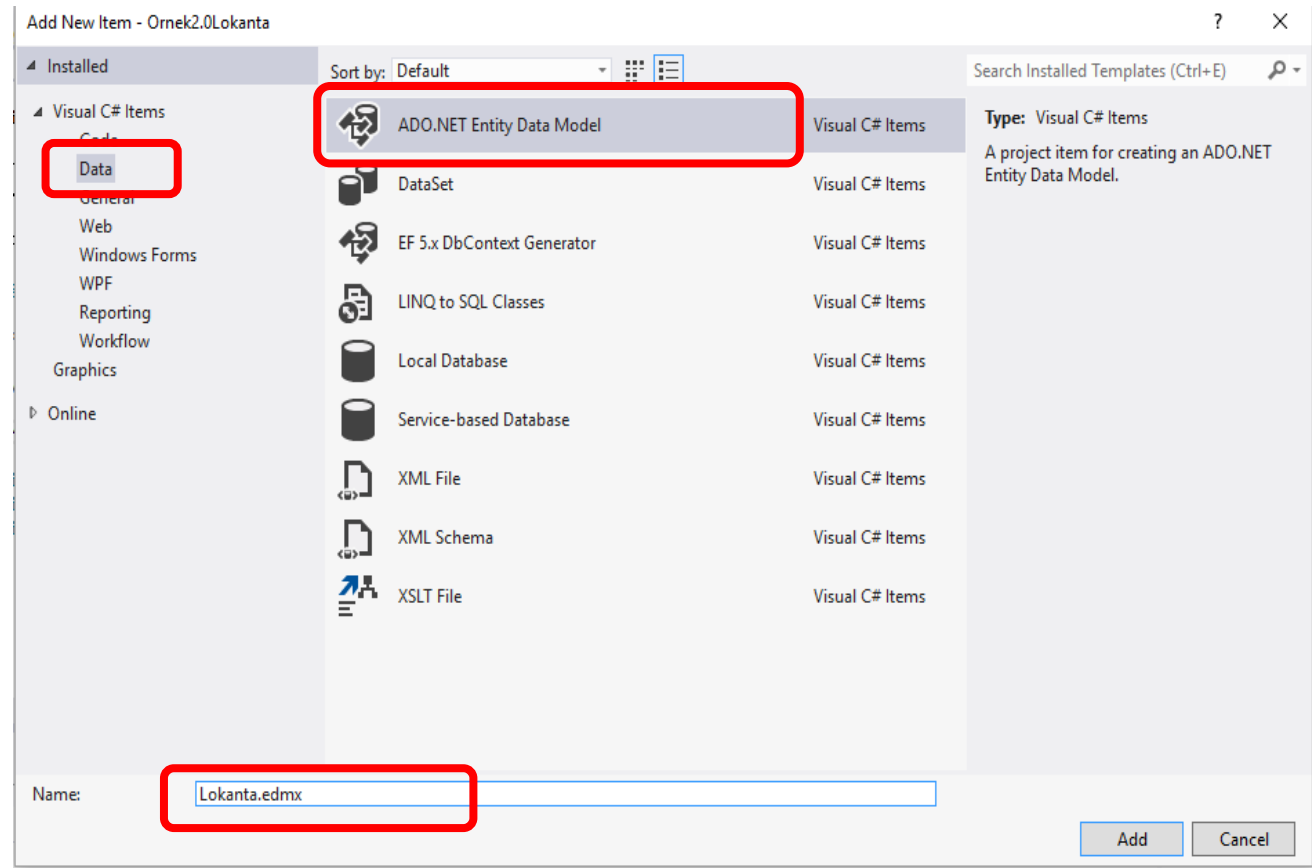 Add New Item - Ornek2.0Lokanta
?
Installed
Sort by: Default
Search Installed Templates (Ctrl+E)
Visual C# Items
Code
Data
General
Web
Windows Forms
WPF
Reporting
Workflow
Graphics
Online
ADO.NET Entity Data Model Visual C# Items
DataSet Visual C# Items
EF 5.x DbContext Generator Visual C# Items
LINQ to SQL Classes Visual C# Items
Local Database Visual C# Items
Service-based Database Visual C# Items
XML File Visual C# Items
XML Schema Visual C# Items
XSLT File Visual C# Items
Type: Visual C# Items
A project item for creating an ADO.NET
Entity Data Model.
Name: Lokanta.edmx
Add Cancel